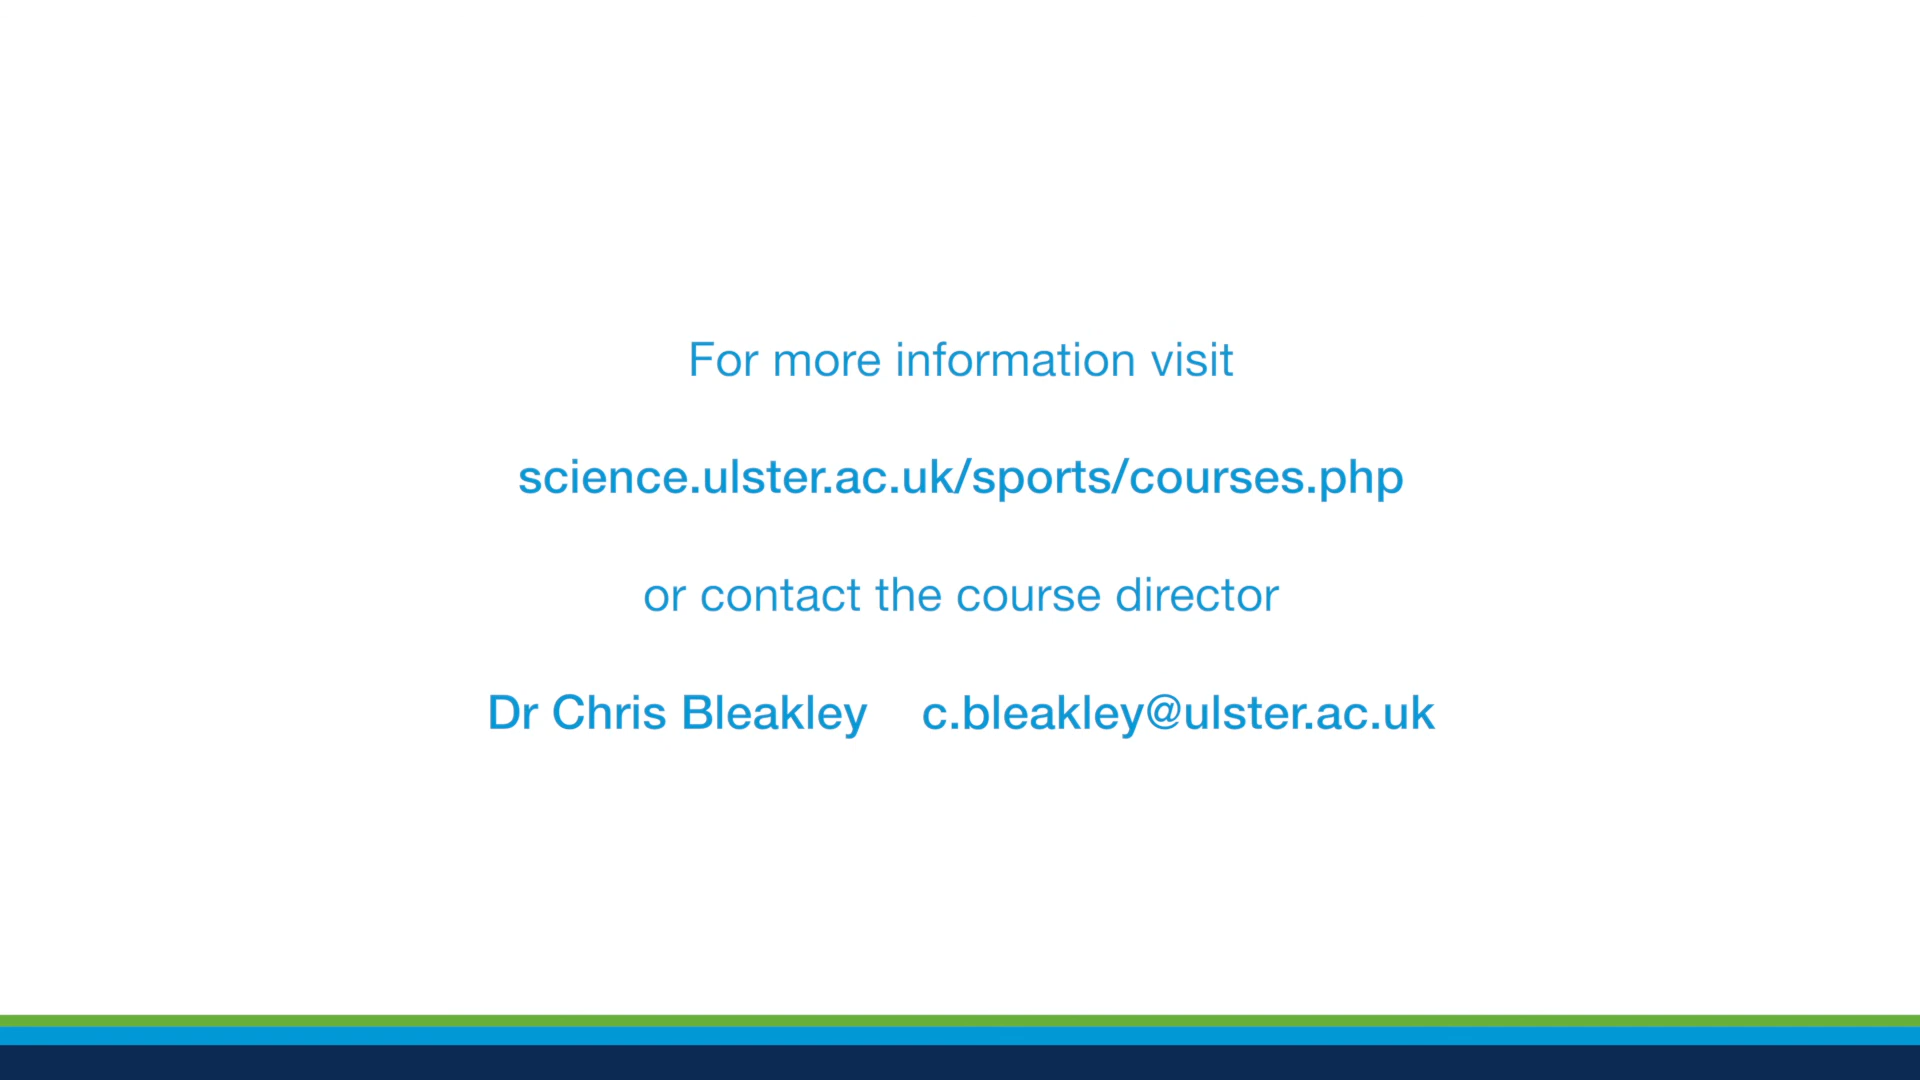 For more information visit
science.ulster.ac.uk/sports/courses.php
or contact the course director
Dr Chris Bleakley c.bleakley@ulster.ac.uk